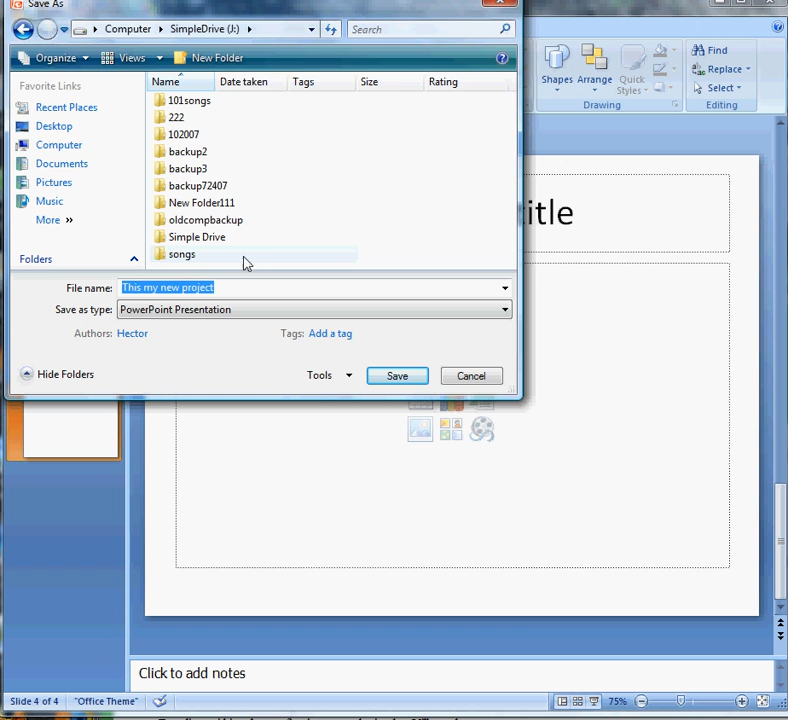 Save As
Computer SimpleDrive (J:) Search
Organize Views New Folder
Favorite Links
Recent Places
Desktop
Computer
Documents
Pictures
Music
More »
Folders
Name Date taken Tags Size Rating
101songs
222
102007
backup2
backup3
backup72407
New Folder111
oldcompbackup
Simple Drive
songs
File name: This my new project
Save as type: PowerPoint Presentation
Authors: Hector Tags: Add a tag
Hide Folders Tools Save Cancel
Shapes Arrange Quick Styles
Drawing
Find
Replace
Select
Editing
itle
Click to add notes
Slide 4 of 4 "Office Theme" 75%